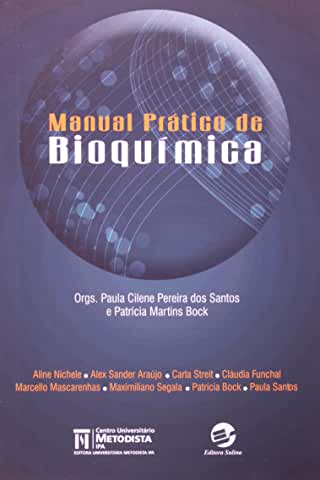 Manual Prático de
Bioquímica
Orgs. Paula Cilene Pereira dos Santos
e Patrícia Martins Bock
Aline Nichele • Alex Sander Araújo • Carla Streit • Cláudia Funchal
Marcello Mascarenhas • Maximiliano Segala • Patrícia Bock • Paula Santos
Centro Universitário
METODISTA
IPA
EDITORA UNIVERSITÁRIA METODISTA IPA
Editora Sulina